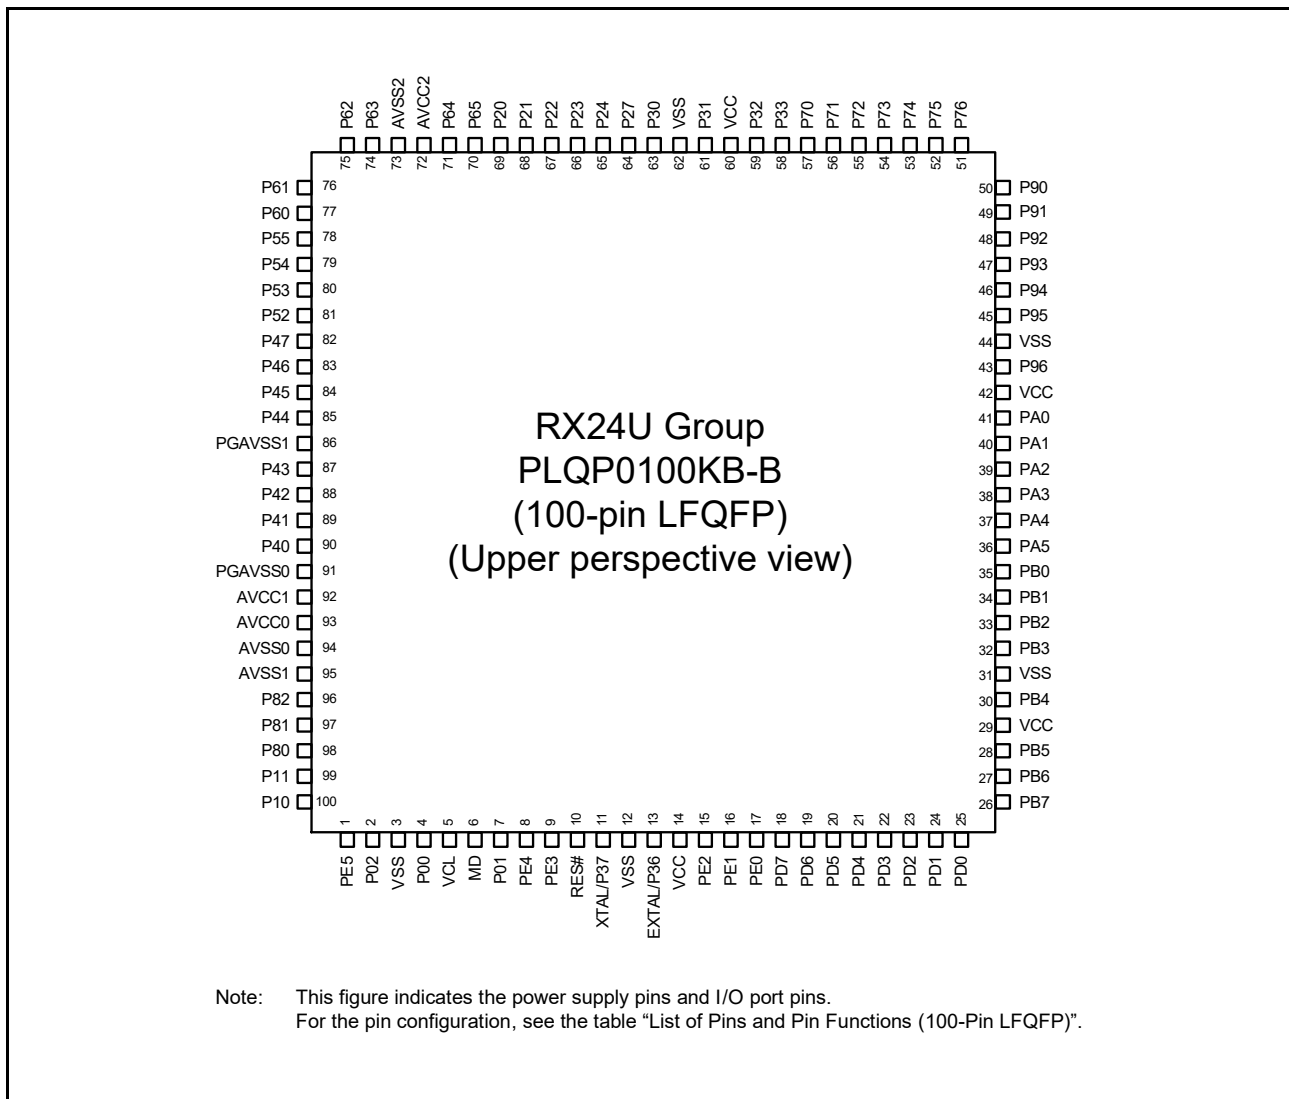 P62 P63 AVSS2 AVCC2 P64 P65 P20 P21 P22 P23 P24 P27 P30 VSS P31 VCC P32 P33 P70 P71 P72 P73 P74 P75 P76
75 74 73 72 71 70 69 68 67 66 65 64 63 62 61 60 59 58 57 56 55 54 53 52 51
P61 76 50 P90
P60 77 49 P91
P55 78 48 P92
P54 79 47 P93
P53 80 46 P94
P52 81 45 P95
P47 82 44 VSS
P46 83 43 P96
P45 84 42 VCC
P44 85 41 PA0
PGAVSS1 86 40 PA1
P43 87 39 PA2
P42 88 38 PA3
P41 89 37 PA4
P40 90 36 PA5
PGAVSS0 91 35 PB0
AVCC1 92 34 PB1
AVCC0 93 33 PB2
AVSS0 94 32 PB3
AVSS1 95 31 VSS
P82 96 30 PB4
P81 97 29 VCC
P80 98 28 PB5
P11 99 27 PB6
P10 100 26 PB7
RX24U Group
PLQP0100KB-B
(100-pin LFQFP)
(Upper perspective view)
1 2 3 4 5 6 7 8 9 10 11 12 13 14 15 16 17 18 19 20 21 22 23 24 25
PE5 P02 VSS P00 VCL MD P01 PE4 PE3 RES# XTAL/P37 VSS EXTAL/P36 VCC PE2 PE1 PE0 PD7 PD6 PD5 PD4 PD3 PD2 PD1 PD0
Note: This figure indicates the power supply pins and I/O port pins.
For the pin configuration, see the table “List of Pins and Pin Functions (100-Pin LFQFP)”.